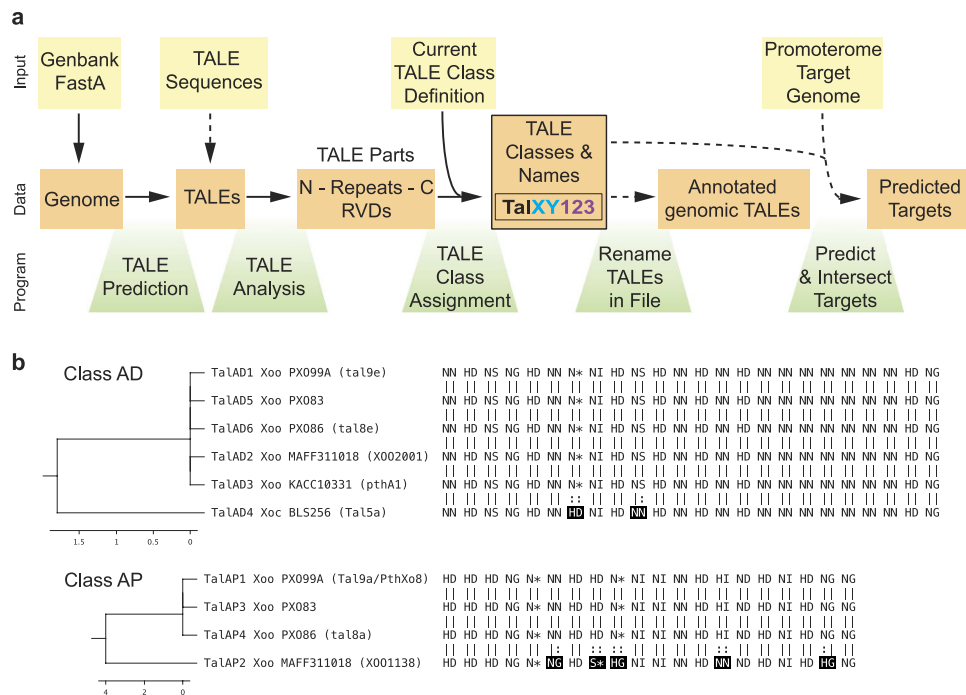 a
Input
Genbank
FastA
TALE
Sequences
Current
TALE Class
Definition
Promoterome
Target
Genome
Data
Genome
TALEs
TALE Parts
N - Repeats - C
RVDs
TALE
Classes &
Names
TalXY123
Annotated
genomic TALEs
Predicted
Targets
Program
TALE
Prediction
TALE
Analysis
TALE
Class
Assignment
Rename
TALEs
in File
Predict
& Intersect
Targets
b
Class AD
TalAD1 Xoo PXO99A (tal9e) NN HD NS NG HD NN N* NI HD NS HD NN HD NN HD NN NN NN NN NN NN NN HD NG
TalAD5 Xoo PXO83 NN HD NS NG HD NN N* NI HD NS HD NN HD NN HD NN NN NN NN NN NN NN HD NG
TalAD6 Xoo PXO86 (tal8e) NN HD NS NG HD NN N* NI HD NS HD NN HD NN HD NN NN NN NN NN NN NN HD NG
TalAD2 Xoo MAFF311018 (XOO2001) NN HD NS NG HD NN N* NI HD NS HD NN HD NN HD NN NN NN NN NN NN NN HD NG
TalAD3 Xoo KACC10331 (pthA1) NN HD NS NG HD NN N* NI HD NS HD NN HD NN HD NN NN NN NN NN NN NN HD NG
TalAD4 Xoc BLS256 (Tal5a) NN HD NS NG HD NN HD NI HD NN HD NN HD NN HD NN NN NN NN NN NN NN HD NG
1.5 1 0.5 0
Class AP
TalAP1 Xoo PXO99A (Tal9a/PthXo8) HD HD HD NG N* NN HD HD N* NI NI NN HD HI ND HD NI HD NG NG
TalAP3 Xoo PXO83 HD HD HD NG N* NN HD HD N* NI NI NN HD HI ND HD NI HD NG NG
TalAP4 Xoo PXO86 (tal8a) HD HD HD NG N* NN HD HD N* NI NI NN HD HI ND HD NI HD NG NG
TalAP2 Xoo MAFF311018 (XOO1138) HD HD HD NG N* NG HD S* HG NI NI NN HD NN ND HD NI HD HG NG
4 2 0